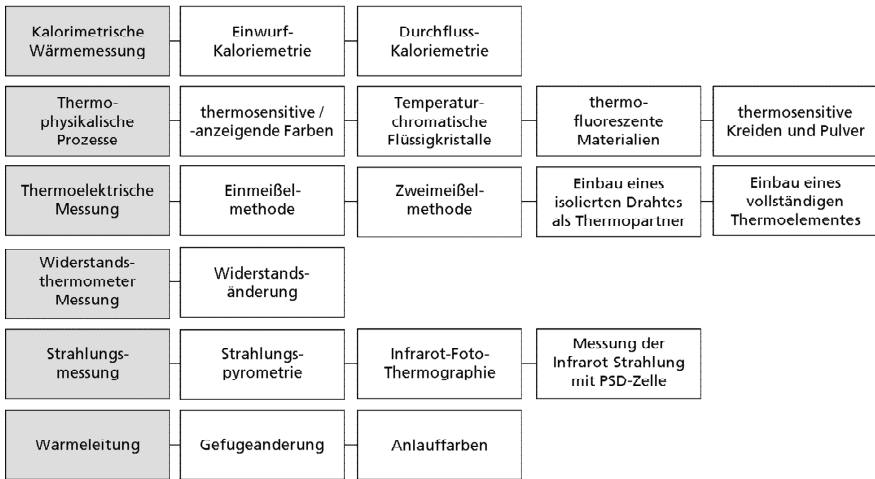 Kalorimetrische
Wärmemessung
Einwurf-
Kaloriemetrie
Durchfluss-
Kaloriemetrie
Thermo-
physikalische
Prozesse
thermosensitive /
-anzeigende Farben
Temperatur-
chromatische
Flüssigkristalle
thermo-
fluoreszente
Materialien
thermosensitive
Kreiden und Pulver
Thermoelektrische
Messung
Einmeißel-
methode
Zweimeißel-
methode
Einbau eines
isolierten Drahtes
als Thermopartner
Einbau eines
vollständigen
Thermoelementes
Widerstands-
thermometer
Messung
Widerstands-
änderung
Strahlungs-
messung
Strahlungs-
pyrometrie
Infrarot-Foto-
Thermographie
Messung der
Infrarot Strahlung
mit PSD-Zelle
Wärmeleitung
Gefügeänderung
Anlauffarben